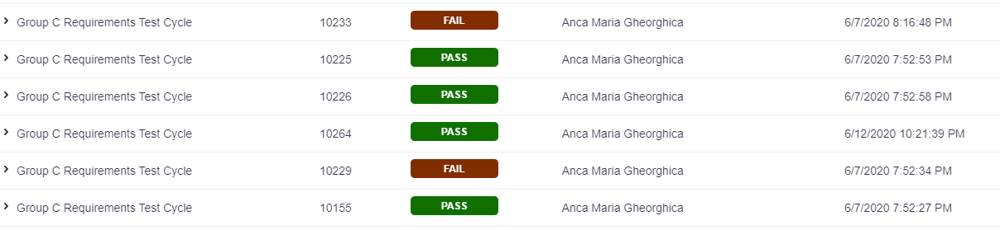 Group C Requirements Test Cycle 10233 FAIL Anca Maria Gheorghica 6/7/2020 8:16:48 PM
Group C Requirements Test Cycle 10225 PASS Anca Maria Gheorghica 6/7/2020 7:52:53 PM
Group C Requirements Test Cycle 10226 PASS Anca Maria Gheorghica 6/7/2020 7:52:58 PM
Group C Requirements Test Cycle 10264 PASS Anca Maria Gheorghica 6/12/2020 10:21:39 PM
Group C Requirements Test Cycle 10229 FAIL Anca Maria Gheorghica 6/7/2020 7:52:34 PM
Group C Requirements Test Cycle 10155 PASS Anca Maria Gheorghica 6/7/2020 7:52:27 PM